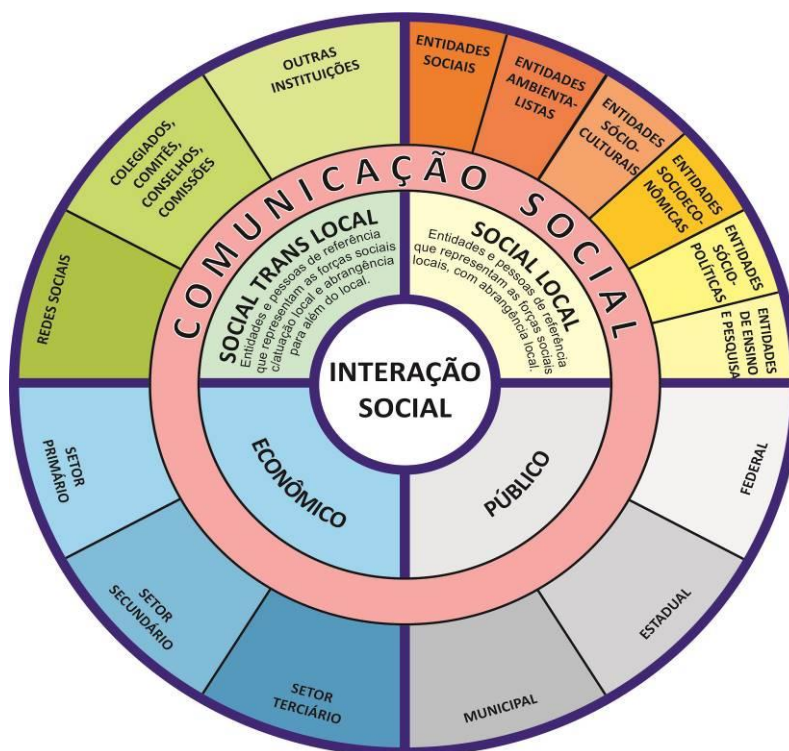 OUTRAS
INSTITUIÇÕES
COLEGIADOS,
COMITÊS,
CONSELHOS,
COMISSÕES
REDES SOCIAIS
ENTIDADES
SOCIAIS
ENTIDADES
AMBIENTA-
LISTAS
ENTIDADES
SÓCIO-
CULTURAIS
ENTIDADES
SOCIOECO-
NÔMICAS
ENTIDADES
SÓCIO-
POLÍTICAS
ENTIDADES
DE ENSINO
E PESQUISA
COMUNICAÇÃO SOCIAL
SOCIAL TRANS LOCAL
Entidades e pessoas de referência
que representam as forças sociais
c/atuação local e abrangência
para além do local.
SOCIAL LOCAL
Entidades e pessoas de referência
que representam as forças sociais
locais, com abrangência local.
INTERAÇÃO
SOCIAL
ECONÔMICO
PÚBLICO
SETOR
PRIMÁRIO
SETOR
SECUNDÁRIO
SETOR
TERCIÁRIO
MUNICIPAL
ESTADUAL
FEDERAL